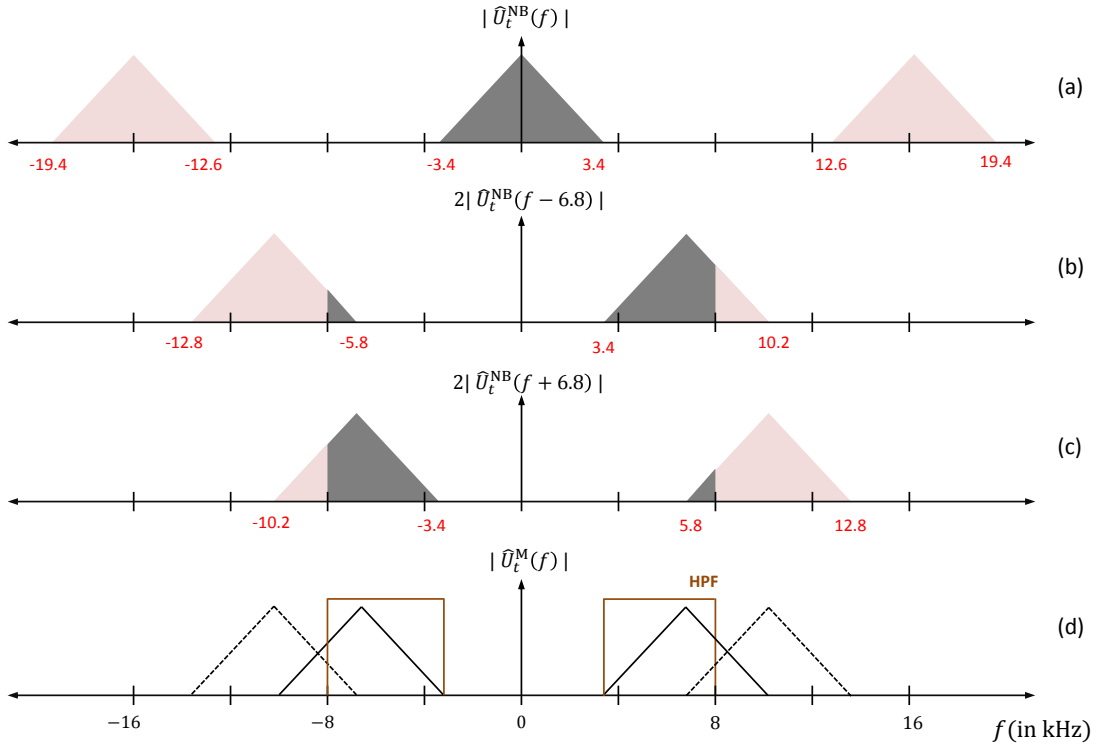 | Û_t^NB(f) |
(a)
-19.4 -12.6 -3.4 3.4 12.6 19.4
2| Û_t^NB(f − 6.8) |
(b)
-12.8 -5.8 3.4 10.2
2| Û_t^NB(f + 6.8) |
(c)
-10.2 -3.4 5.8 12.8
| Û_t^M(f) |
HPF
(d)
−16 −8 0 8 16 f(in kHz)